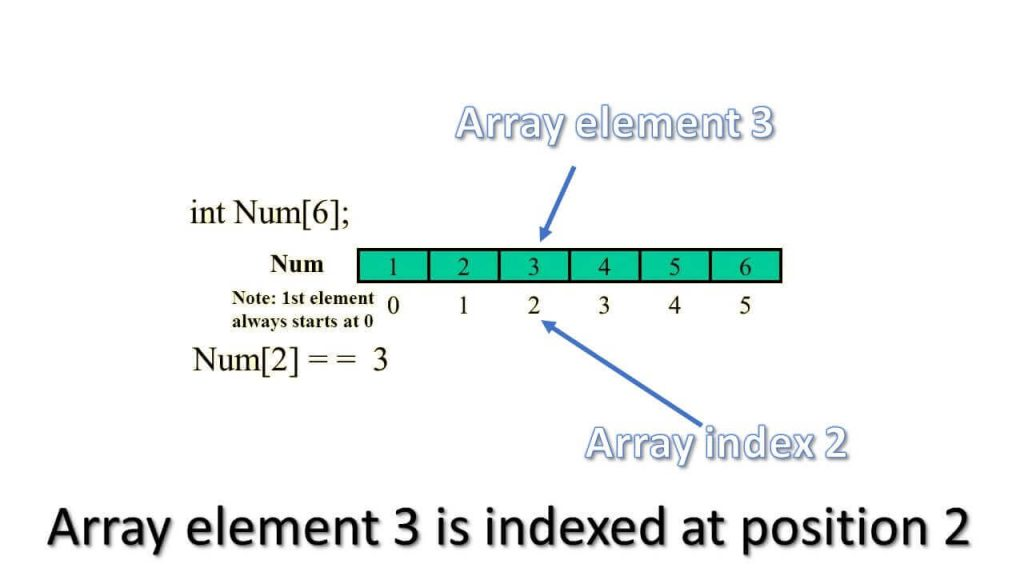 Array element 3
int Num[6];
Num 1 2 3 4 5 6
Note: 1st element
always starts at 0
0 1 2 3 4 5
Num[2] = = 3
Array index 2
Array element 3 is indexed at position 2